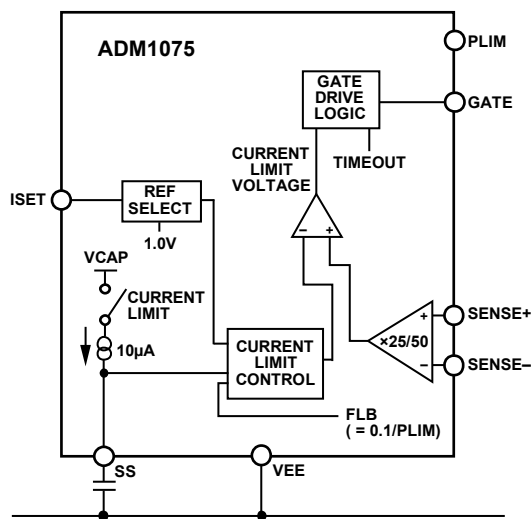 ADM1075
PLIM
GATE
DRIVE
LOGIC
GATE
CURRENT
LIMIT
VOLTAGE
TIMEOUT
ISET
REF
SELECT
1.0V
− +
VCAP
CURRENT
LIMIT
10µA
SENSE+
+
×25/50
−
SENSE−
CURRENT
LIMIT
CONTROL
FLB
( = 0.1/PLIM)
SS
VEE